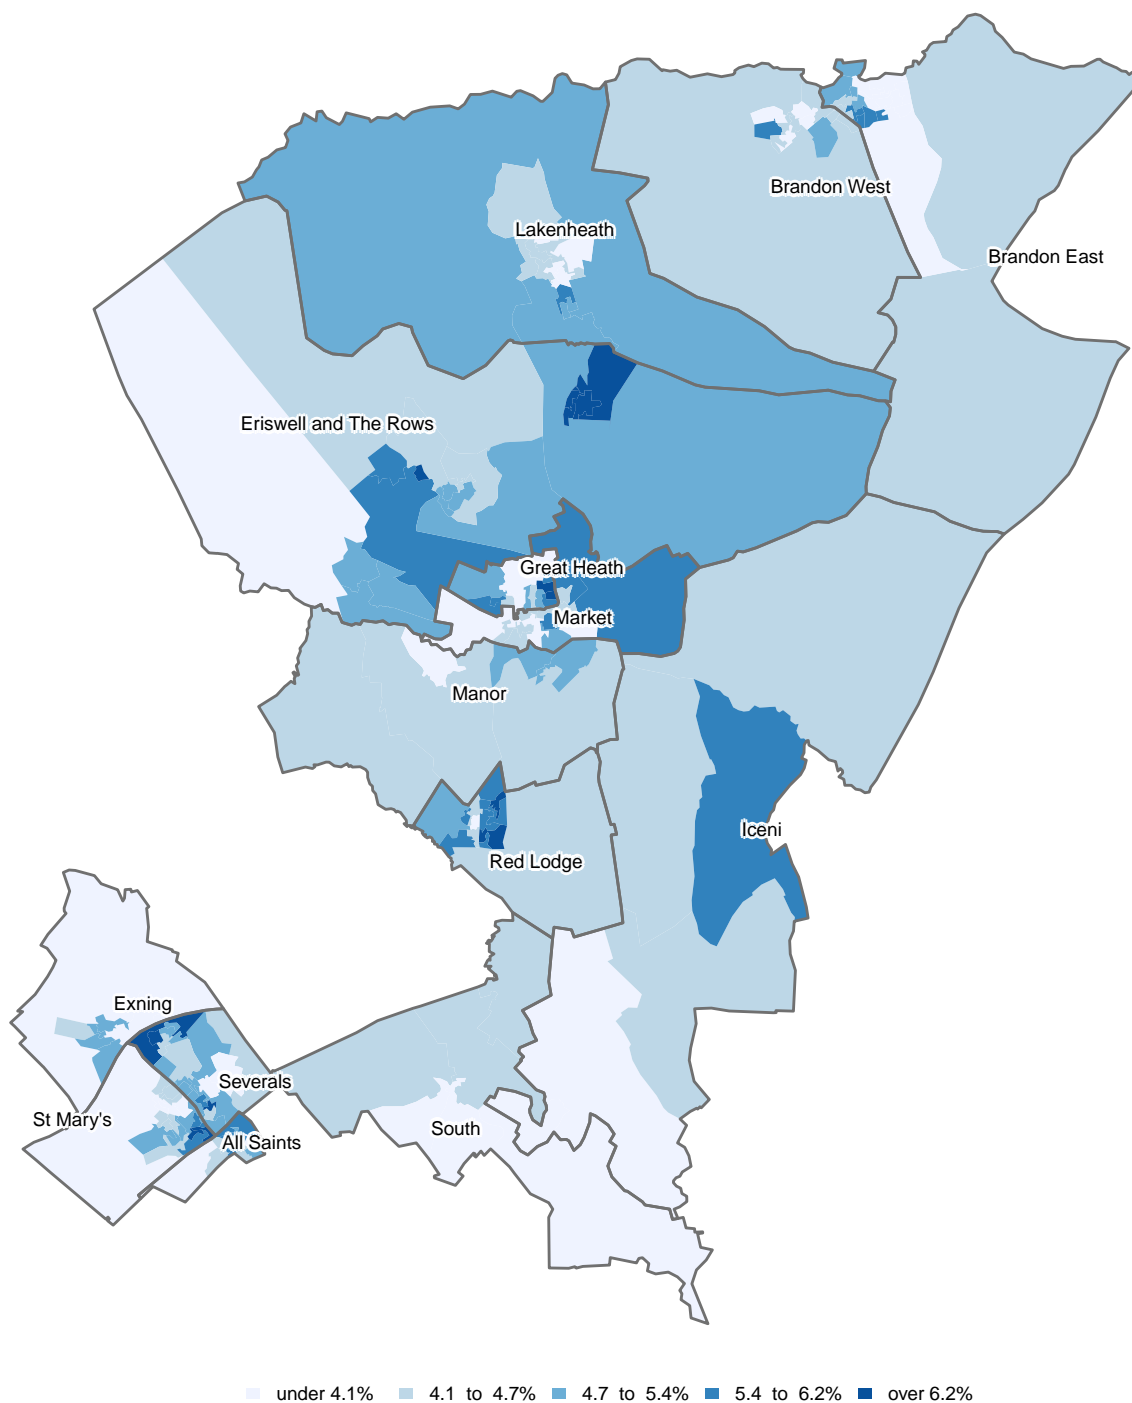 Brandon West
Lakenheath
Brandon East
Eriswell and The Rows
Great Heath
Market
Manor
Iceni
Red Lodge
Exning
Severals
St Mary's
South
All Saints
under 4.1% 4.1 to 4.7% 4.7 to 5.4% 5.4 to 6.2% over 6.2%